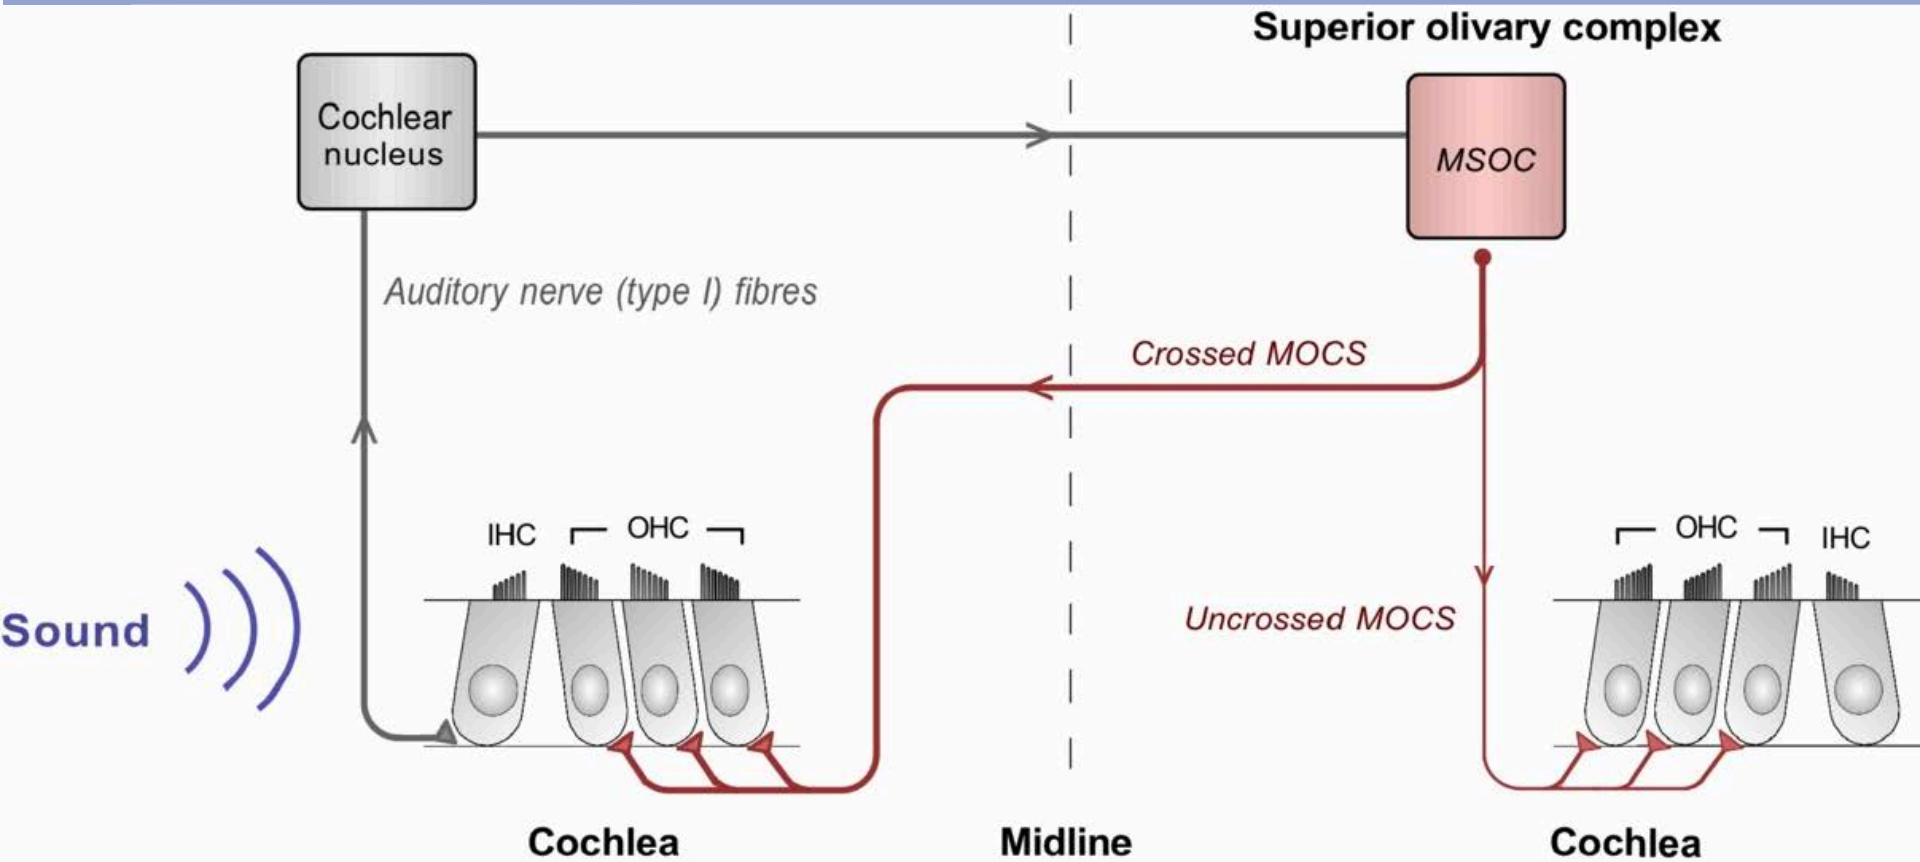 Superior olivary complex
Cochlear
nucleus
MSOC
Auditory nerve (type I) fibres
Crossed MOCS
IHC
OHC
OHC
IHC
Sound
Uncrossed MOCS
Cochlea
Midline
Cochlea